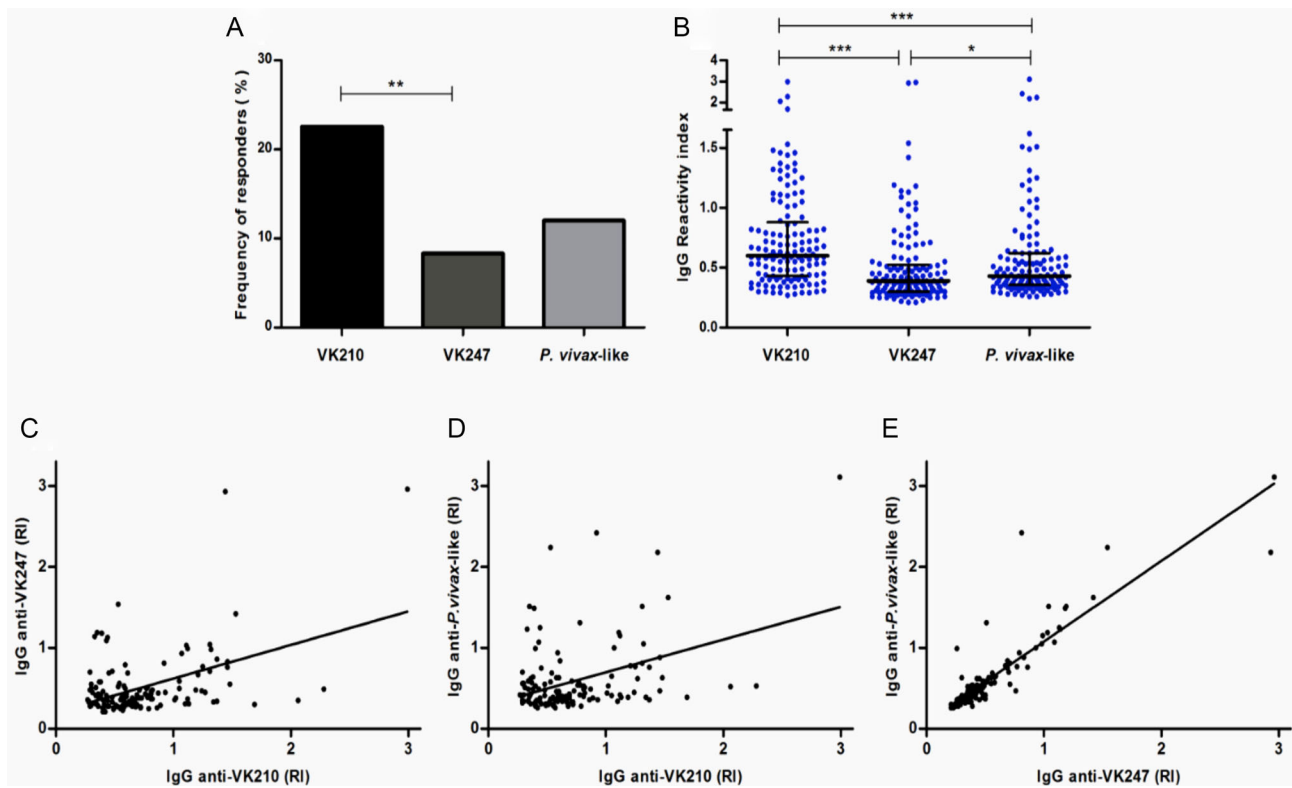 A
Frequency of responders ( % )
30
20
10
0
**
VK210 VK247 P. vivax-like
B
IgG Reactivity index
***
*** *
4
3
2
1.5
1.0
0.5
0.0
VK210 VK247 P. vivax-like
C
IgG anti-VK247 (RI)
3
2
1
0
0 1 2 3
IgG anti-VK210 (RI)
D
IgG anti-P.vivax-like (RI)
3
2
1
0
0 1 2 3
IgG anti-VK210 (RI)
E
IgG anti-P.vivax-like (RI)
3
2
1
0
0 1 2 3
IgG anti-VK247 (RI)